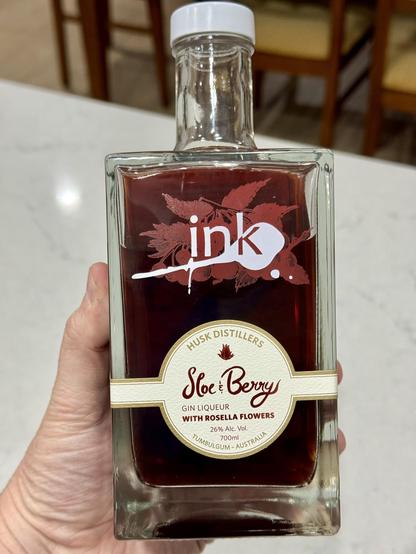 ink
HUSK DISTILLERS
Sloe & Berry
GIN LIQUEUR
WITH ROSELLA FLOWERS
26% Alc. Vol.
700ml
TUMBULGUM - AUSTRALIA